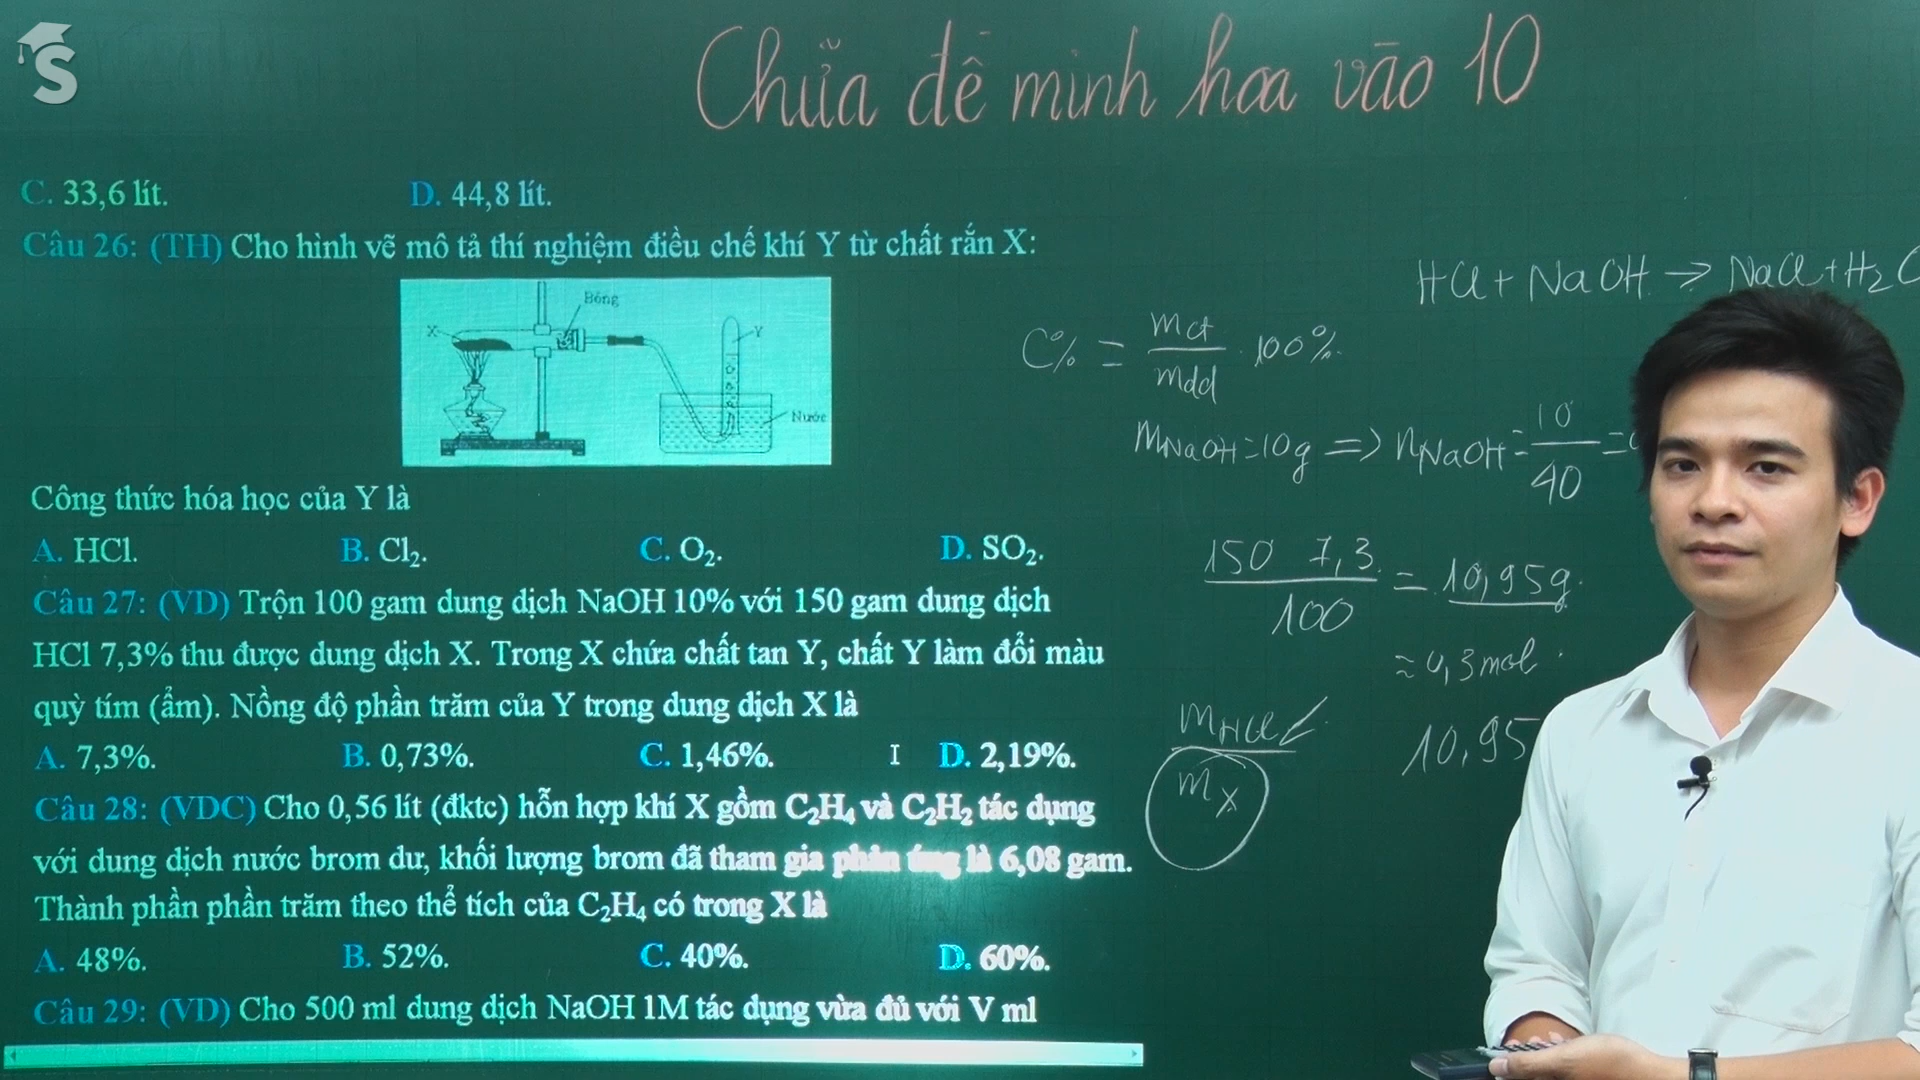 S
Chữa đề minh hoa vào 10
C. 33,6 lít. D. 44,8 lít.
Câu 26: (TH) Cho hình vẽ mô tả thí nghiệm điều chế khí Y từ chất rắn X:
Bông
X
Y
Nước
Công thức hóa học của Y là
A. HCl. B. Cl₂. C. O₂. D. SO₂.
Câu 27: (VD) Trộn 100 gam dung dịch NaOH 10% với 150 gam dung dịch
HCl 7,3% thu được dung dịch X. Trong X chứa chất tan Y, chất Y làm đổi màu
quỳ tím (ẩm). Nồng độ phần trăm của Y trong dung dịch X là
A. 7,3%. B. 0,73%. C. 1,46%. D. 2,19%.
Câu 28: (VDC) Cho 0,56 lít (đktc) hỗn hợp khí X gồm C₂H₄ và C₂H₂ tác dụng
với dung dịch nước brom dư, khối lượng brom đã tham gia phản ứng là 6,08 gam.
Thành phần phần trăm theo thể tích của C₂H₄ có trong X là
A. 48%. B. 52%. C. 40%. D. 60%.
Câu 29: (VD) Cho 500 ml dung dịch NaOH 1M tác dụng vừa đủ với V ml
HCl + NaOH → NaCl + H₂
C% = mct / mdd . 100%
mNaOH = 10g => nNaOH = 10 / 40 =
150 7,3 / 100 = 10,95g.
≈ 0,3 mol.
mHCl / mX
10,95